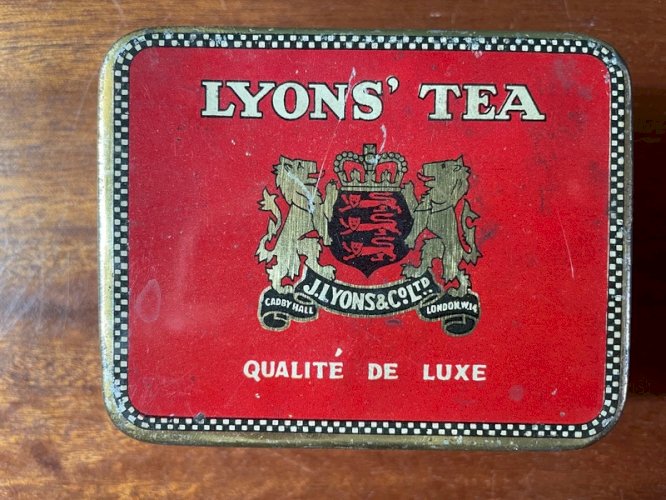 LYONS' TEA
J. LYONS & CO LTD.
CADBY HALL
LONDON.W.14
QUALITÉ DE LUXE